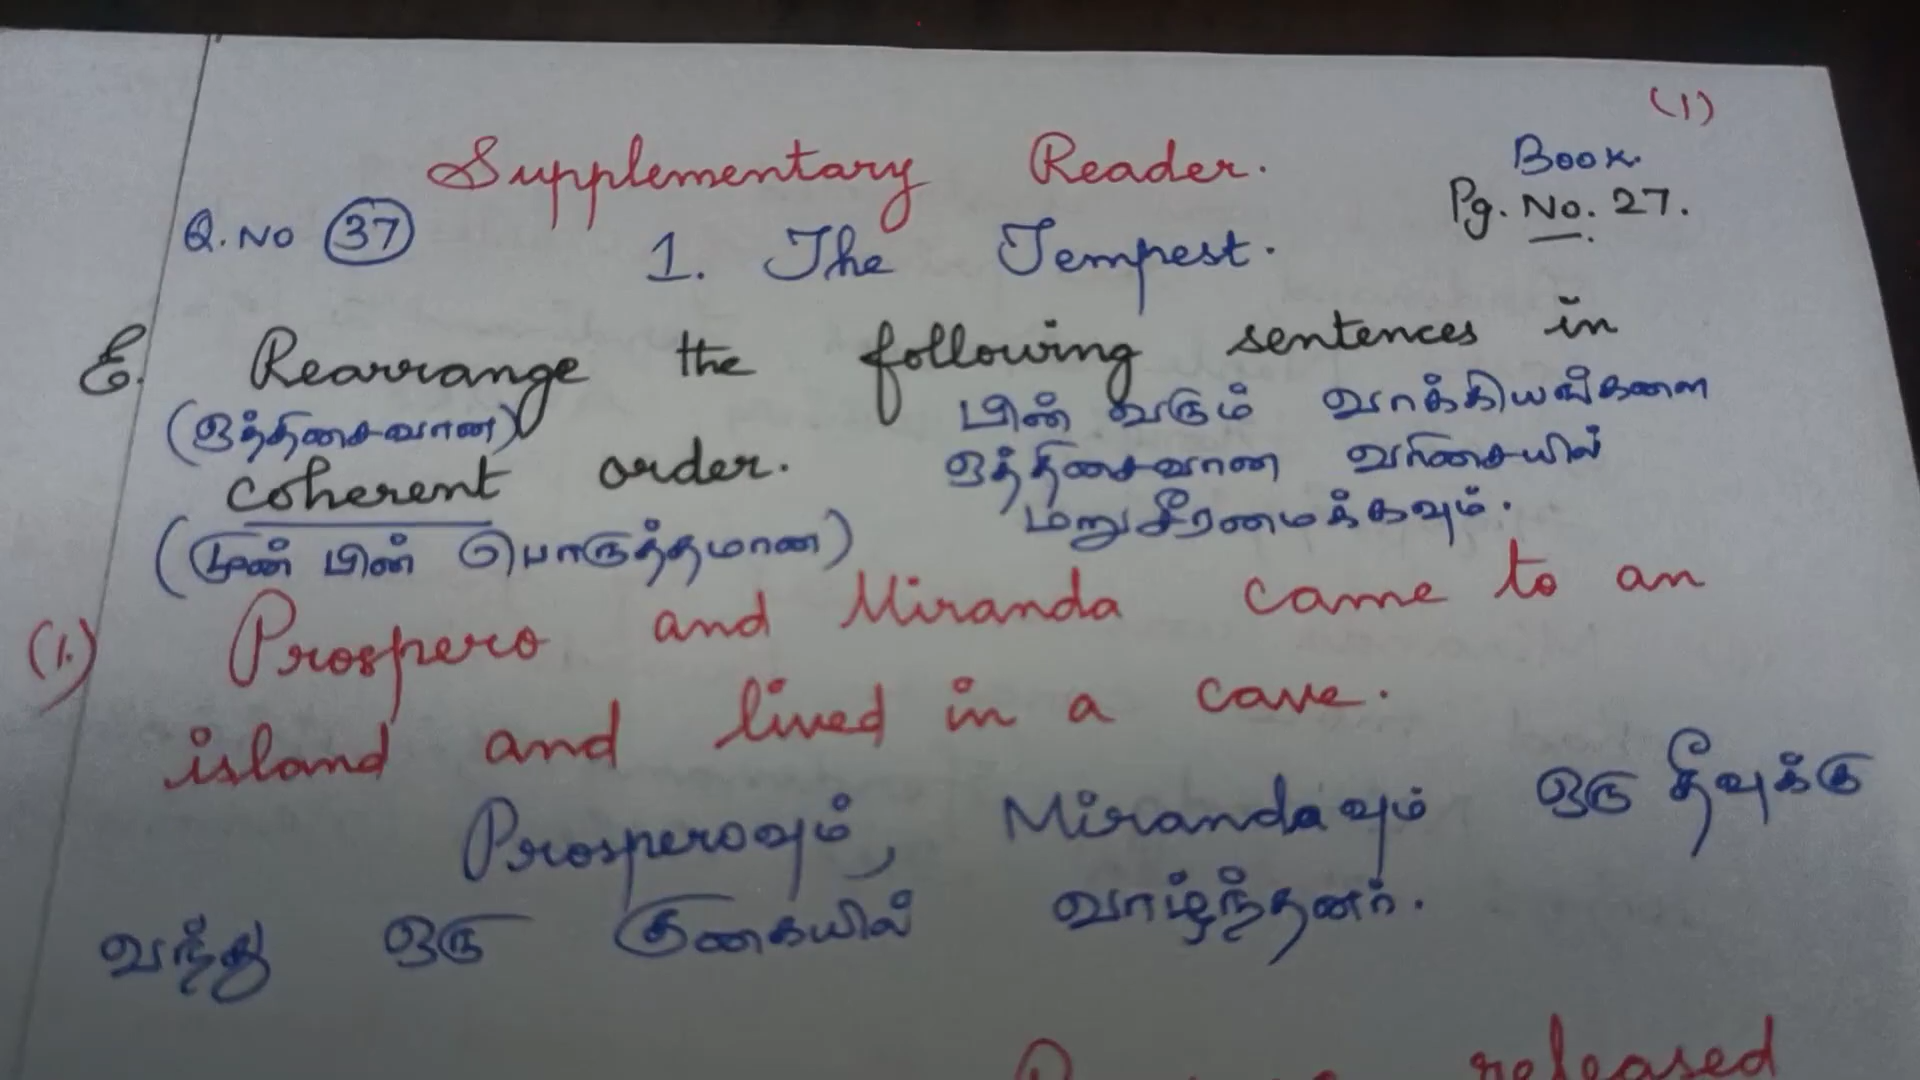 (1)
Supplementary Reader.
Book.
Q. No 37
Pg. No. 27.
1. The Tempest.
E. Rearrange the following sentences in
(ஒத்திசைவான) பின் வரும் வாக்கியங்களை
coherent order. ஒத்திசைவான வரிசையில்
மறுசீரமைக்கவும்.
(முன் பின் பொருத்தமான)
(1.) Prospero and Miranda came to an
island and lived in a cave.
Prosperoவும், Mirandaவும் ஒரு தீவுக்கு
வந்து ஒரு குகையில் வாழ்ந்தனர்.
released